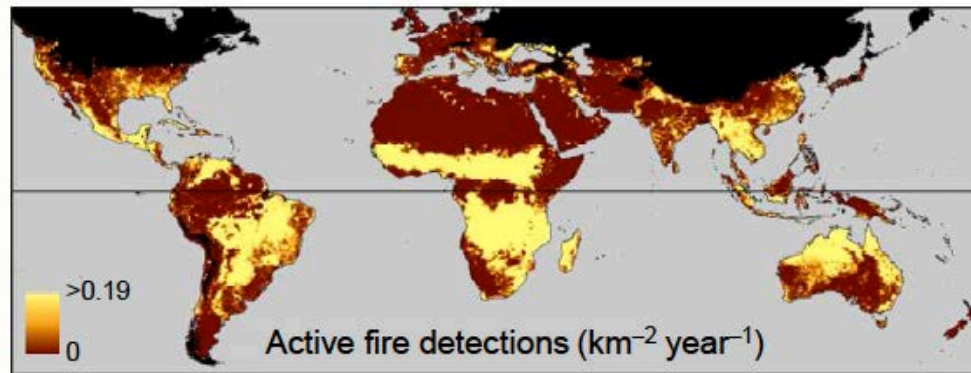 >0.19
0
Active fire detections (km⁻² year⁻¹)